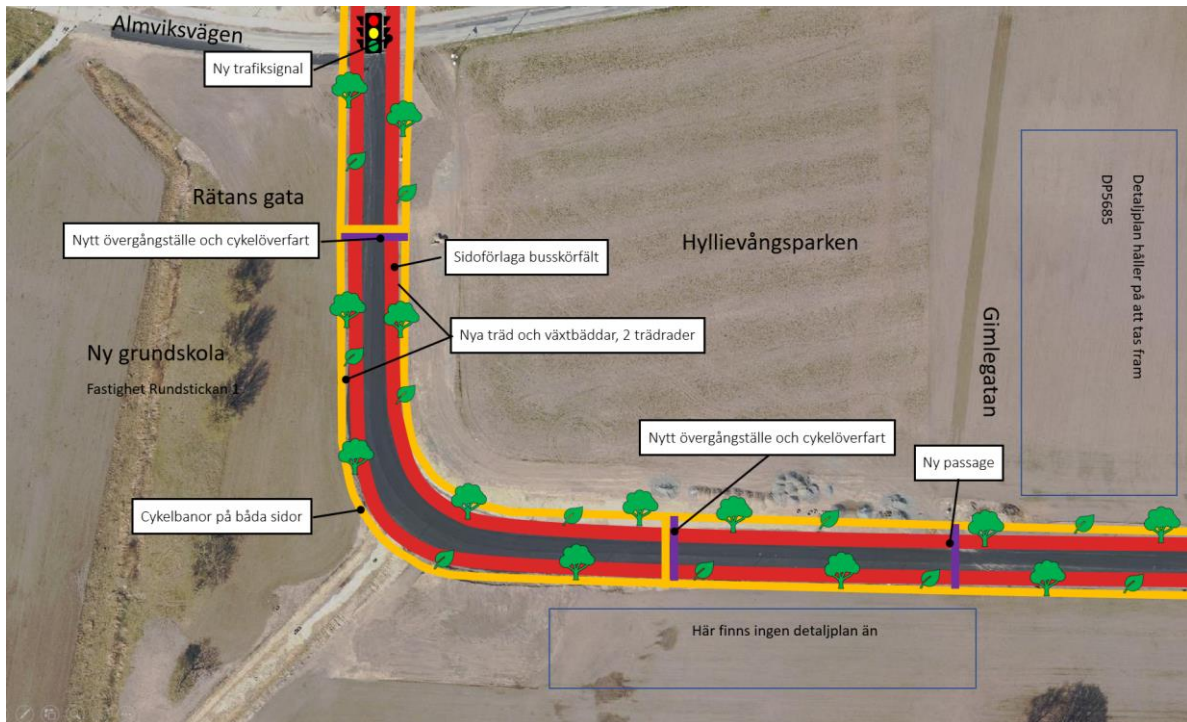 Almviksvägen
Ny trafiksignal
Rätans gata
Nytt övergångställe och cykelöverfart
Sidoförlaga busskörfält
Hyllievångsparken
Detaljplan håller på att tas fram
DP5685
Nya träd och växtbäddar, 2 trädrader
Gimlegatan
Ny grundskola
Fastighet Rundstickan 1
Nytt övergångställe och cykelöverfart
Ny passage
Cykelbanor på båda sidor
Här finns ingen detaljplan än